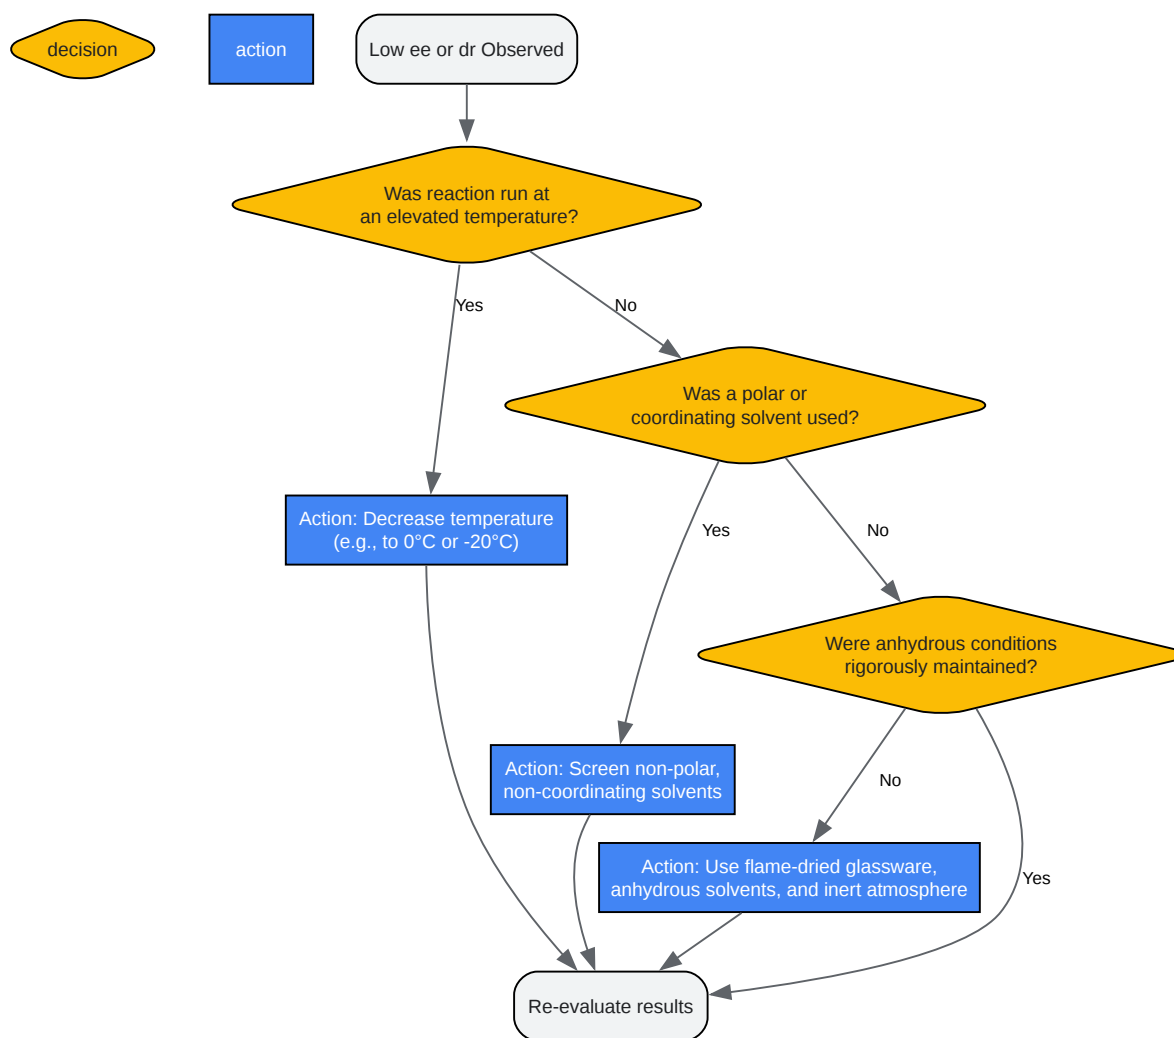 decision
action
Low ee or dr Observed
Was reaction run at
an elevated temperature?
Yes
No
Was a polar or
coordinating solvent used?
Action: Decrease temperature
(e.g., to 0°C or -20°C)
Yes
No
Were anhydrous conditions
rigorously maintained?
Action: Screen non-polar,
non-coordinating solvents
No
Action: Use flame-dried glassware,
anhydrous solvents, and inert atmosphere
Yes
Re-evaluate results